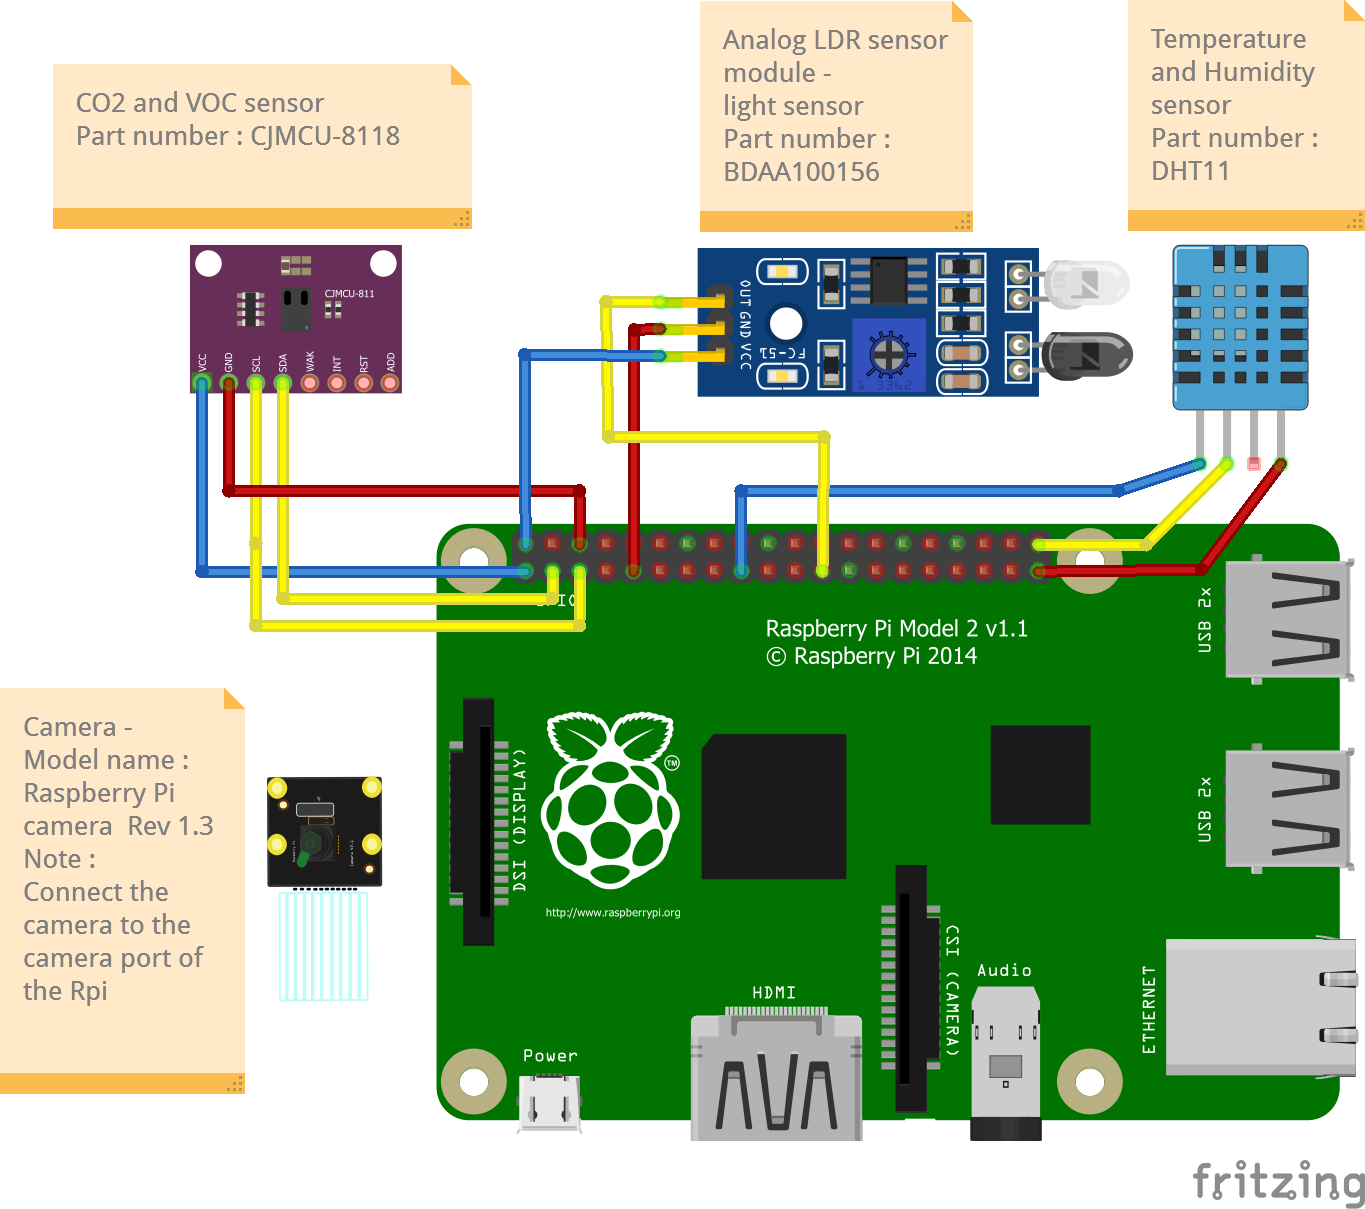 CO2 and VOC sensor
Part number : CJMCU-8118
Analog LDR sensor
module -
light sensor
Part number :
BDAA100156
Temperature
and Humidity
sensor
Part number :
DHT11
CJMCU-811
VCC
GND
SCL
SDA
WAK
INT
RST
ADD
OUT
GND
VCC
FC-51
1 3362
Raspberry Pi Model 2 v1.1
© Raspberry Pi 2014
USB 2x
USB 2x
Camera -
Model name :
Raspberry Pi
camera  Rev 1.3
Note :
Connect the
camera to the
camera port of
the Rpi
DSI (DISPLAY)
TM
http://www.raspberrypi.org
CSI (CAMERA)
Audio
ETHERNET
HDMI
Power
fritzing